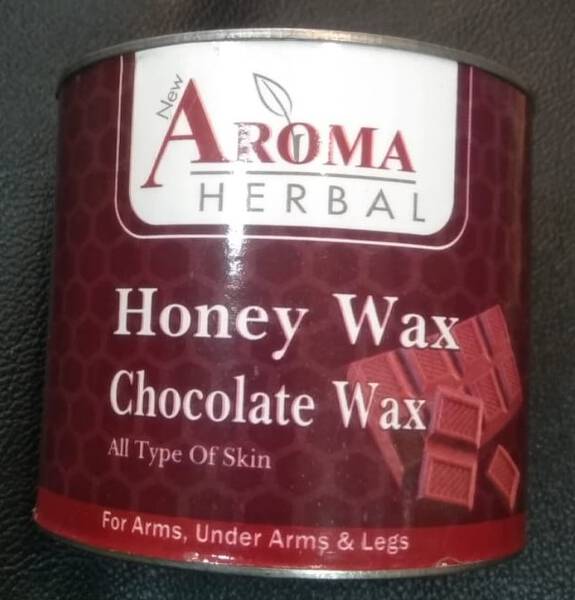 New
AROMA
HERBAL
Honey Wax
Chocolate Wax
All Type Of Skin
For Arms, Under Arms & Legs